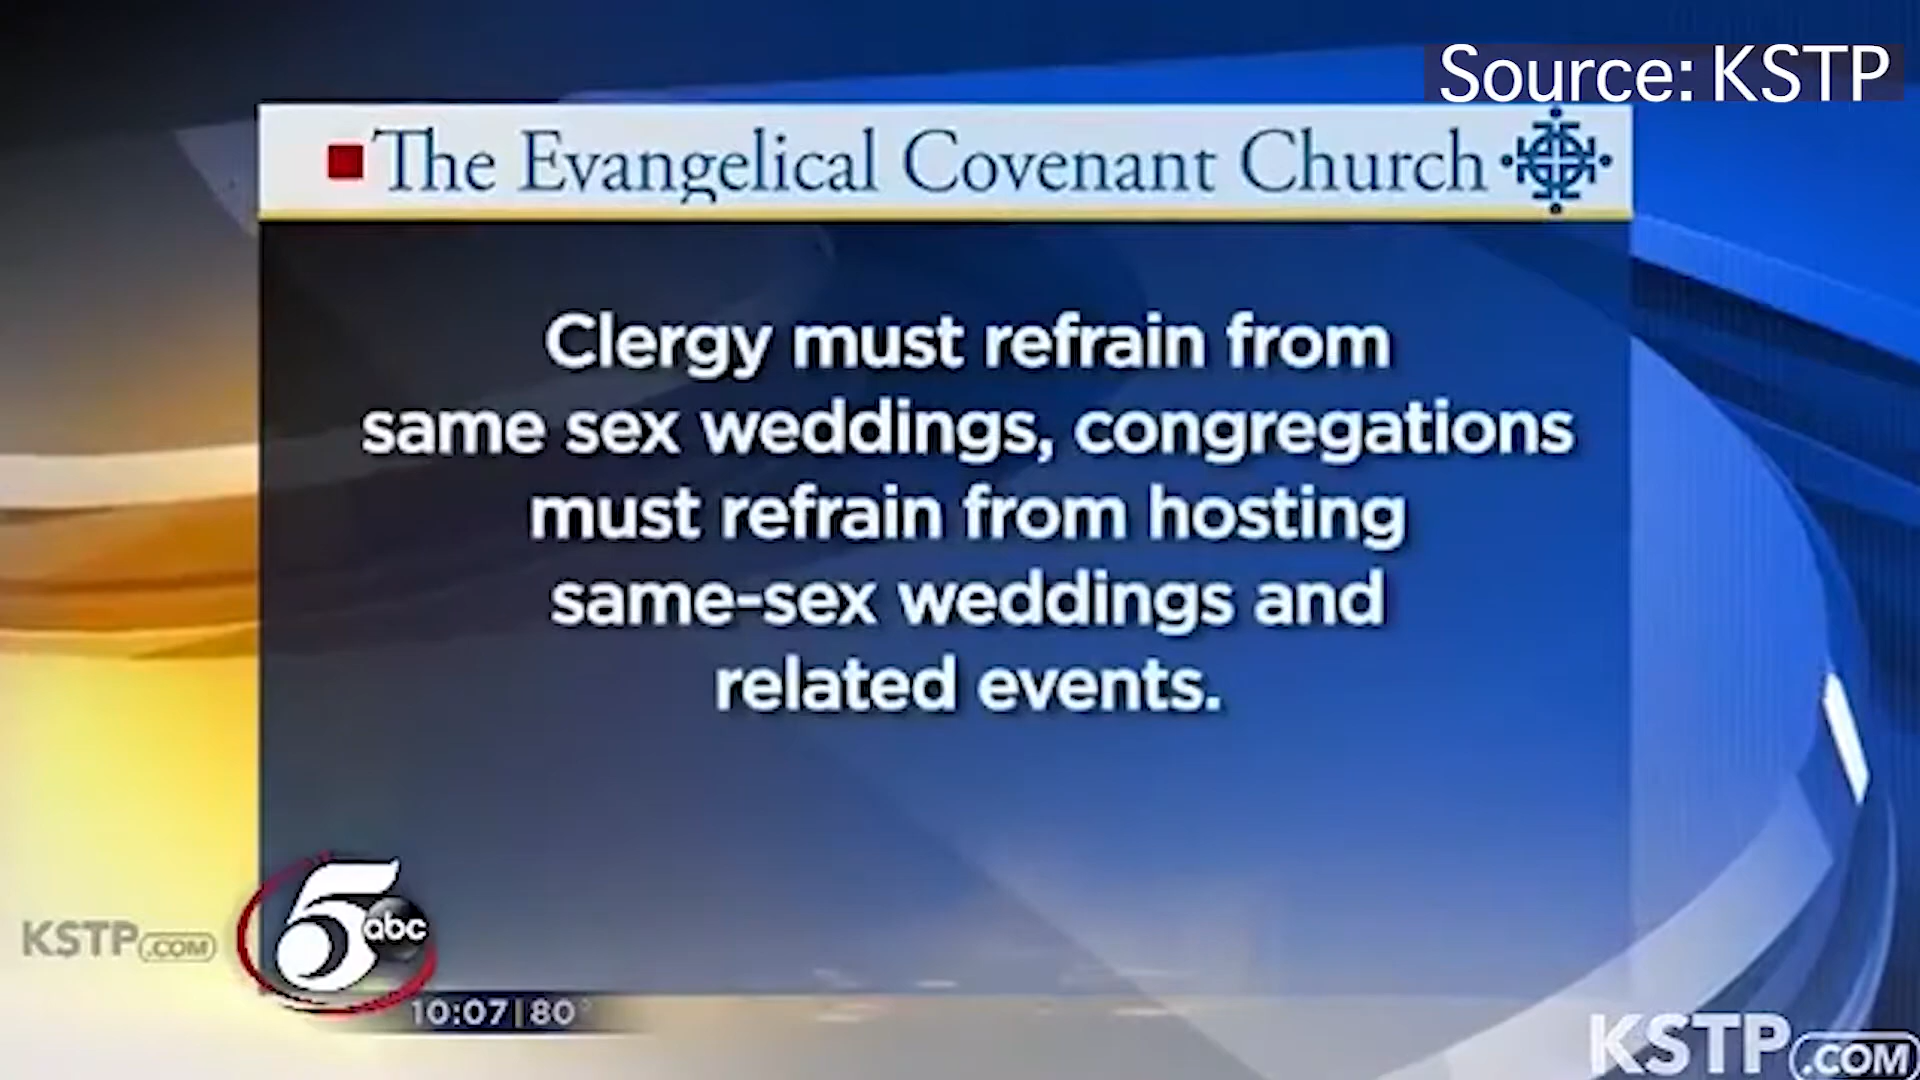 Source: KSTP
The Evangelical Covenant Church
Clergy must refrain from
same sex weddings, congregations
must refrain from hosting
same-sex weddings and
related events.
KSTP.COM
5 abc
10:07 | 80°
KSTP.COM